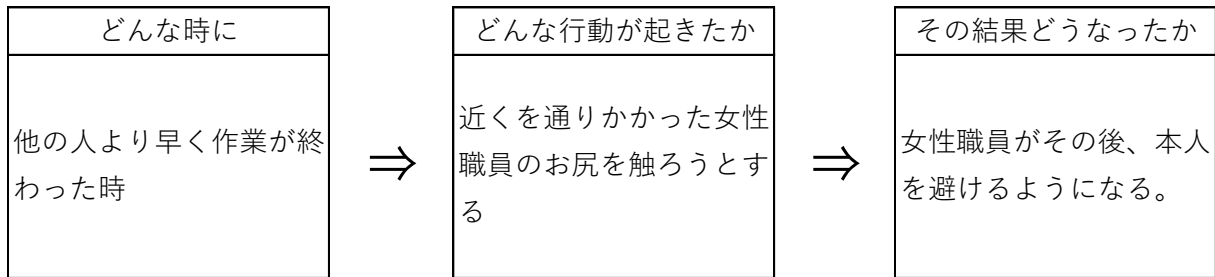 どんな時に
他の人より早く作業が終
わった時
⇒
どんな行動が起きたか
近くを通りかかった女性
職員のお尻を触ろうとす
る
⇒
その結果どうなったか
女性職員がその後、本人
を避けるようになる。